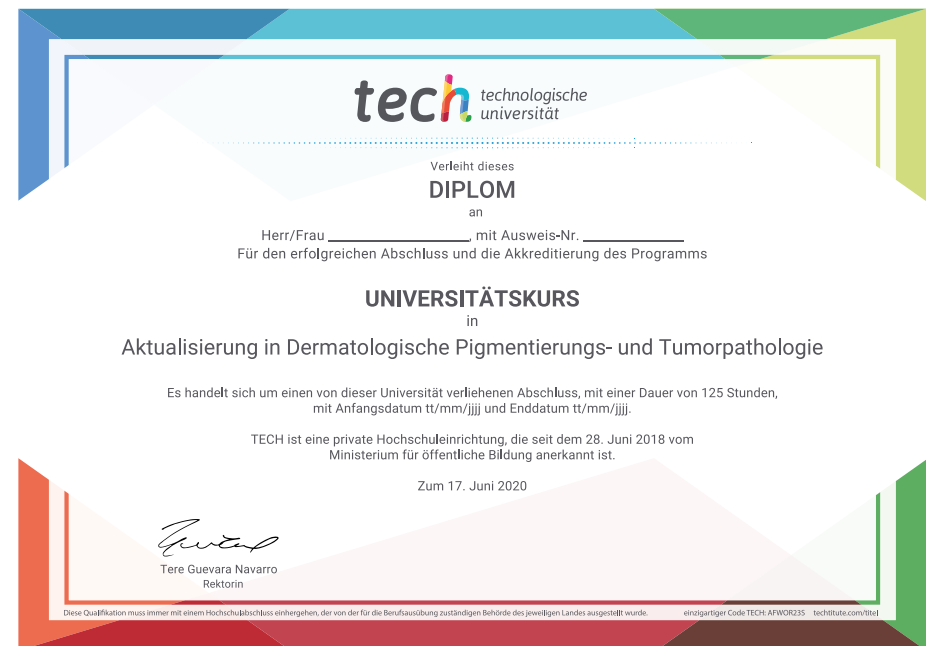 tech technologische
universität
Verleiht dieses
DIPLOM
an
Herr/Frau ____________________, mit Ausweis-Nr. ______________
Für den erfolgreichen Abschluss und die Akkreditierung des Programms
UNIVERSITÄTSKURS
in
Aktualisierung in Dermatologische Pigmentierungs- und Tumorpathologie
Es handelt sich um einen von dieser Universität verliehenen Abschluss, mit einer Dauer von 125 Stunden,
mit Anfangsdatum tt/mm/jjjj und Enddatum tt/mm/jjjj.
TECH ist eine private Hochschuleinrichtung, die seit dem 28. Juni 2018 vom
Ministerium für öffentliche Bildung anerkannt ist.
Zum 17. Juni 2020
Tere Guevara Navarro
Rektorin
Diese Qualifikation muss immer mit einem Hochschulabschluss einhergehen, der von der für die Berufsausübung zuständigen Behörde des jeweiligen Landes ausgestellt wurde. einzigartiger Code TECH: AFWOR23S techtitute.com/titel